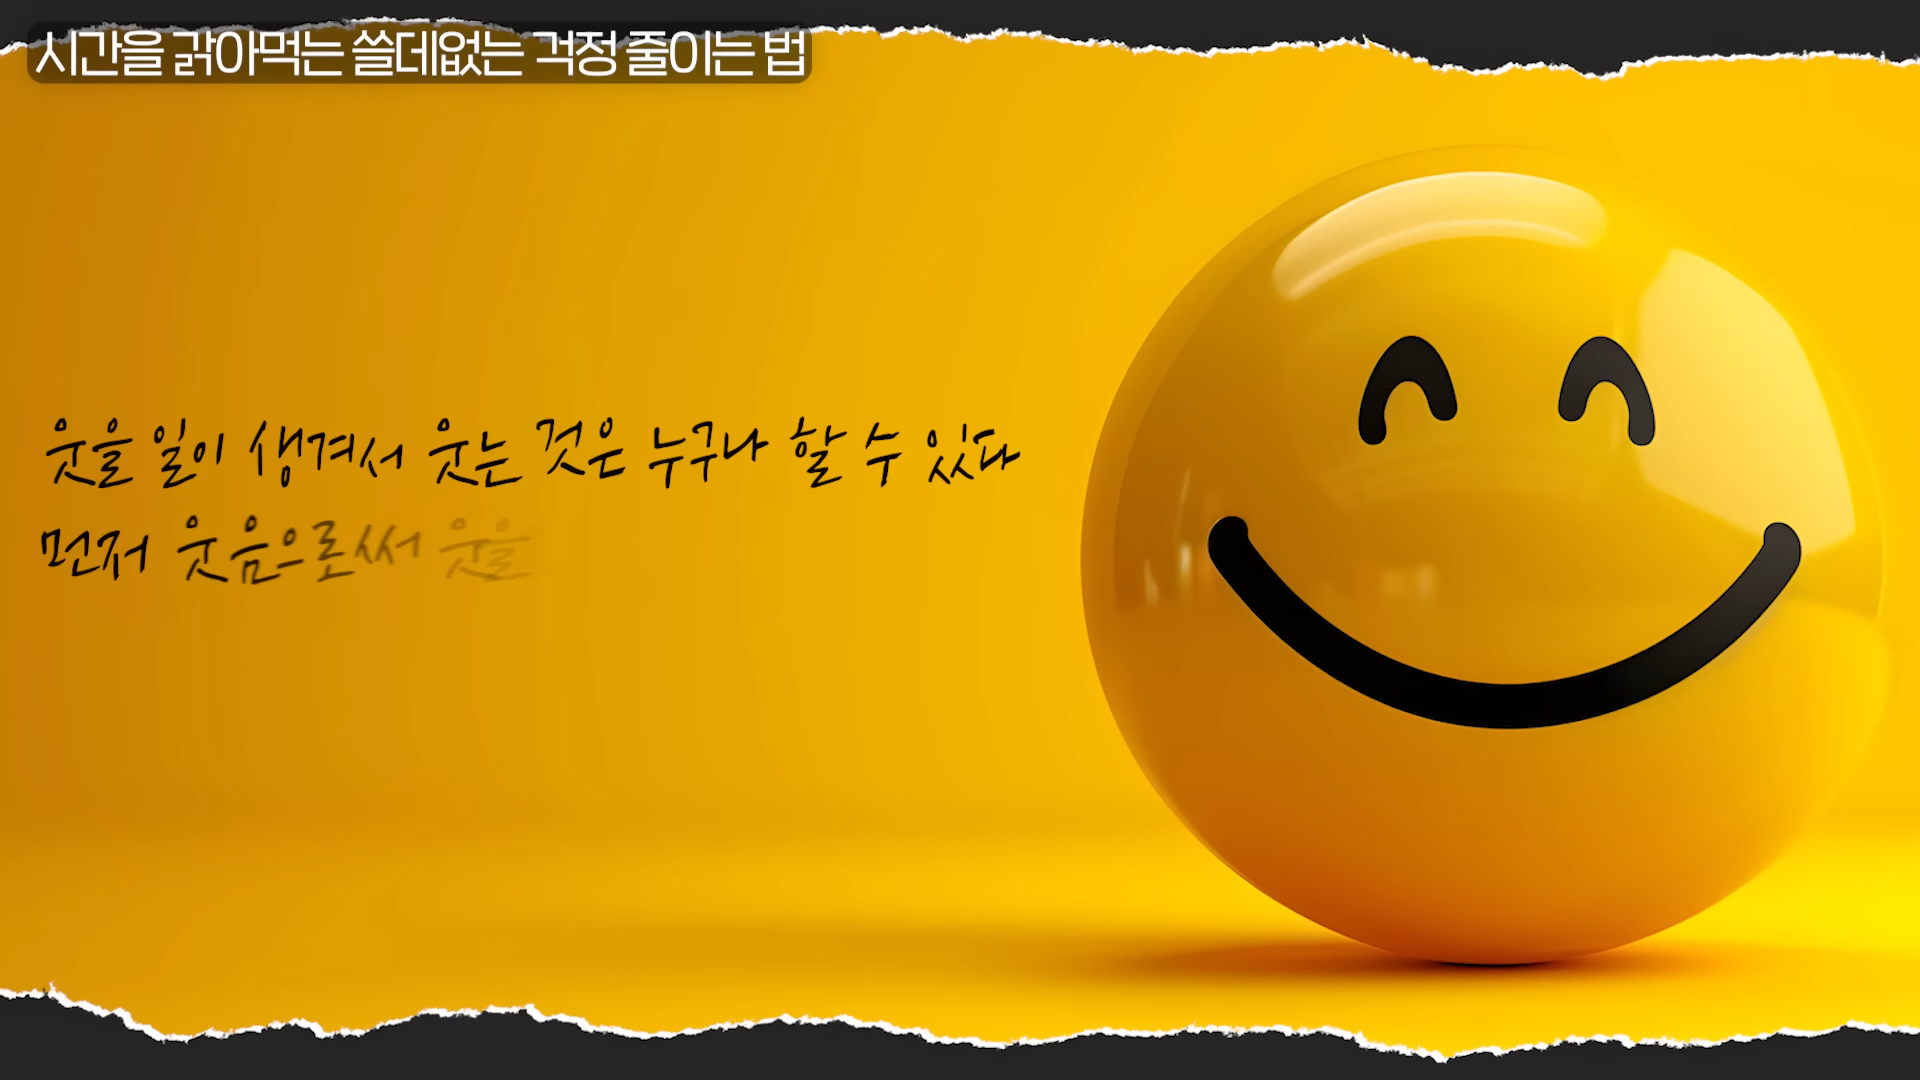 시간을 갉아먹는 쓸데없는 걱정 줄이는 법
웃을 일이 생겨서 웃는 것은 누구나 할 수 있다
먼저 웃음으로써 웃을